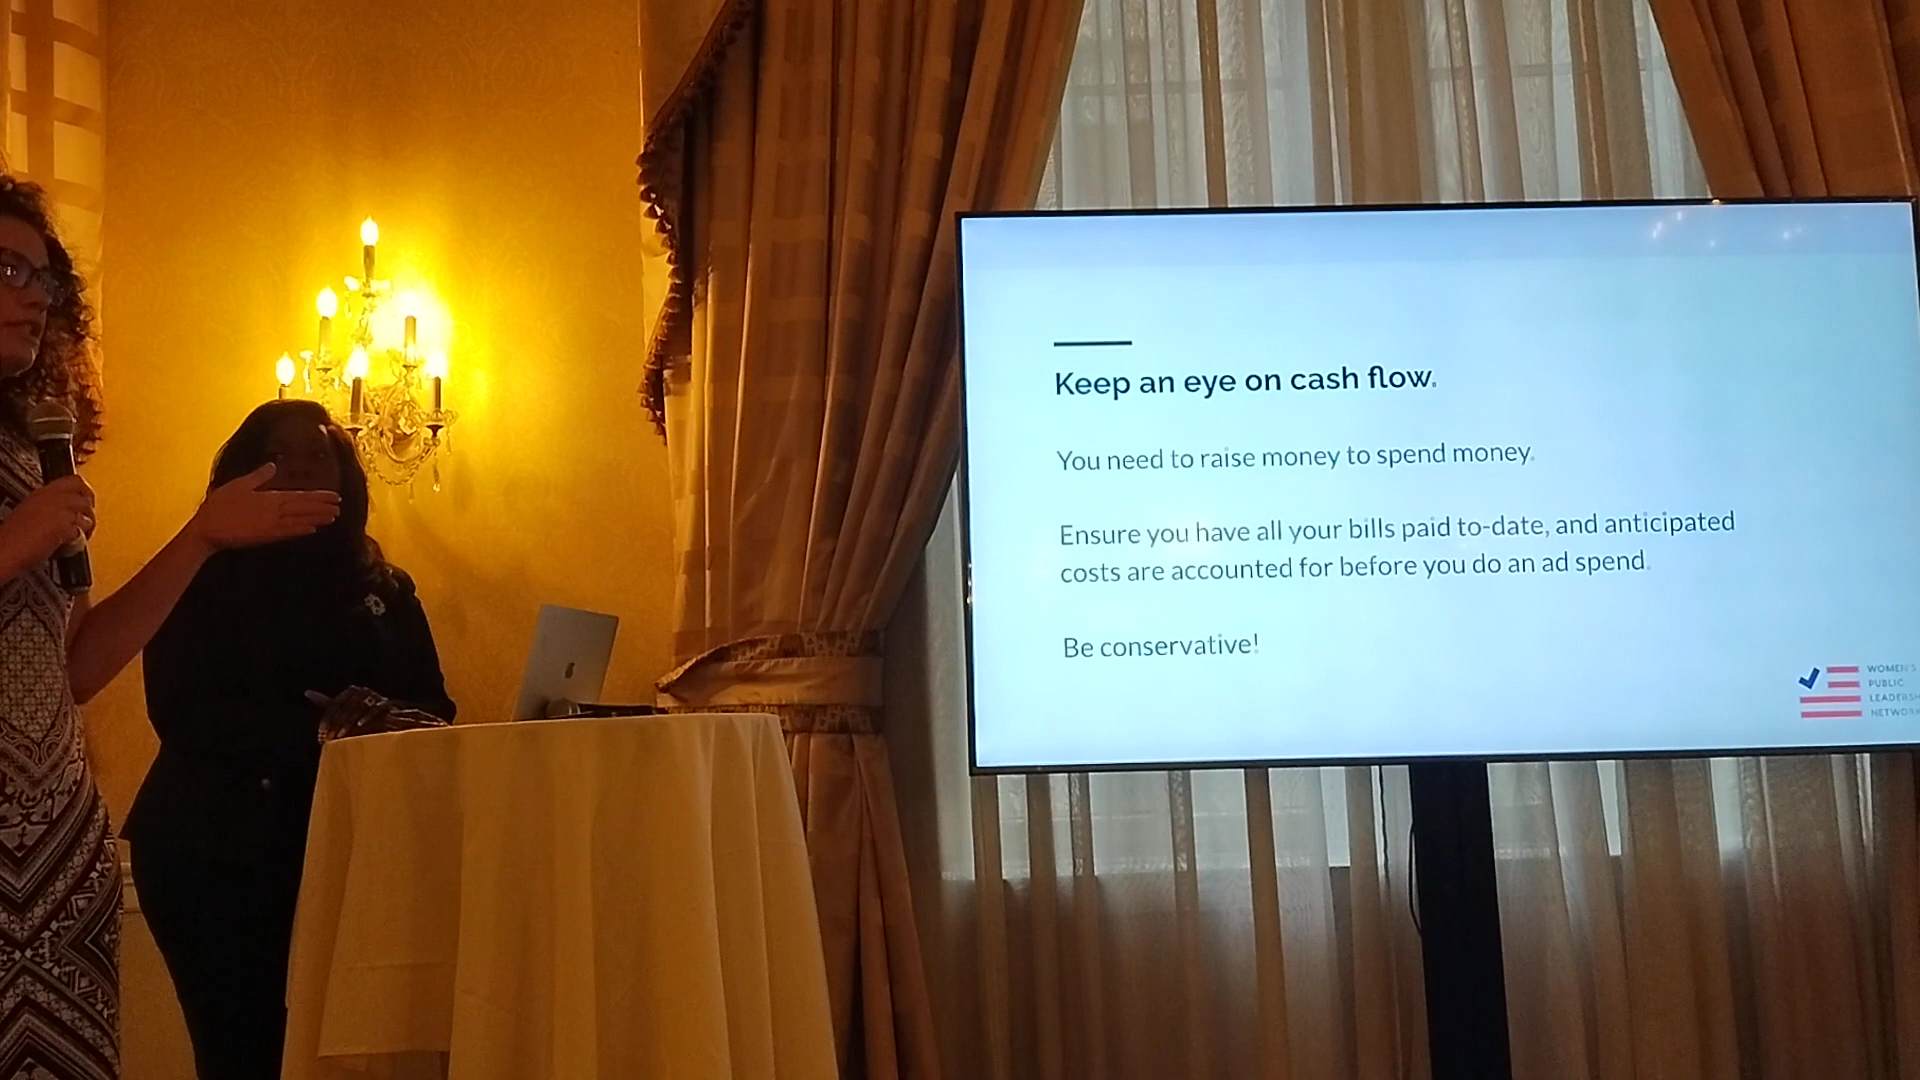 Keep an eye on cash flow.
You need to raise money to spend money.
Ensure you have all your bills paid to-date, and anticipated
costs are accounted for before you do an ad spend.
Be conservative!
WOMEN'S
PUBLIC
LEADERSH
NETWORK